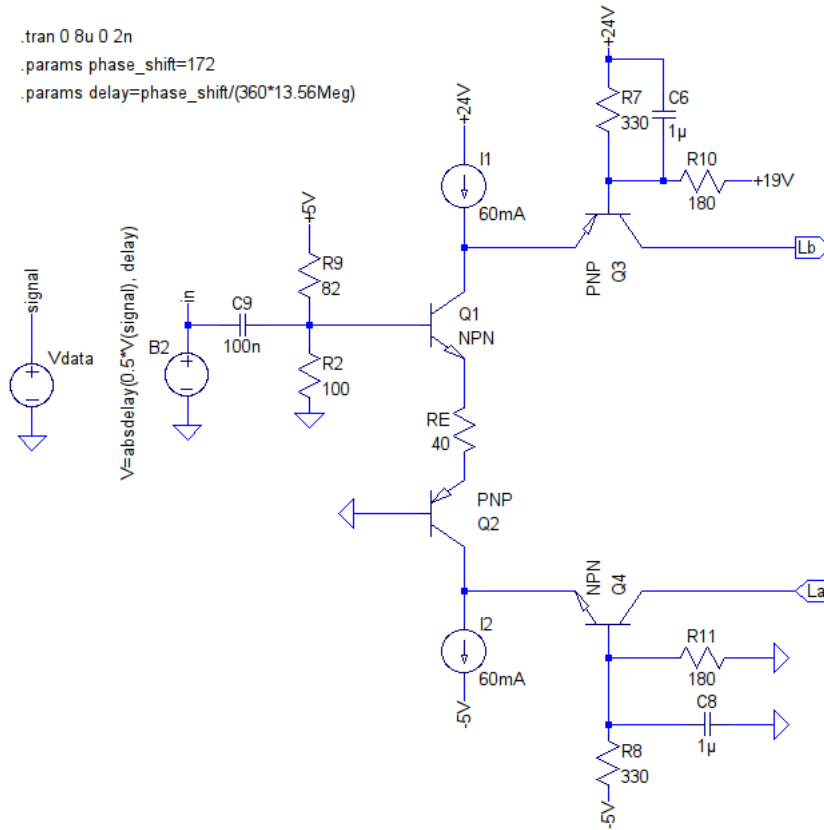 .tran 0 8u 0 2n
.params phase_shift=172
.params delay=phase_shift/(360*13.56Meg)
+24V
R7
330
C6
1µ
R10
180
+19V
+24V
I1
60mA
PNP
Q3
Lb
+5V
R9
82
signal
Vdata
in
B2
V=absdelay(0.5*V(signal), delay)
C9
100n
R2
100
Q1
NPN
RE
40
PNP
Q2
NPN
Q4
La
I2
60mA
-5V
R11
180
C8
1µ
R8
330
-5V